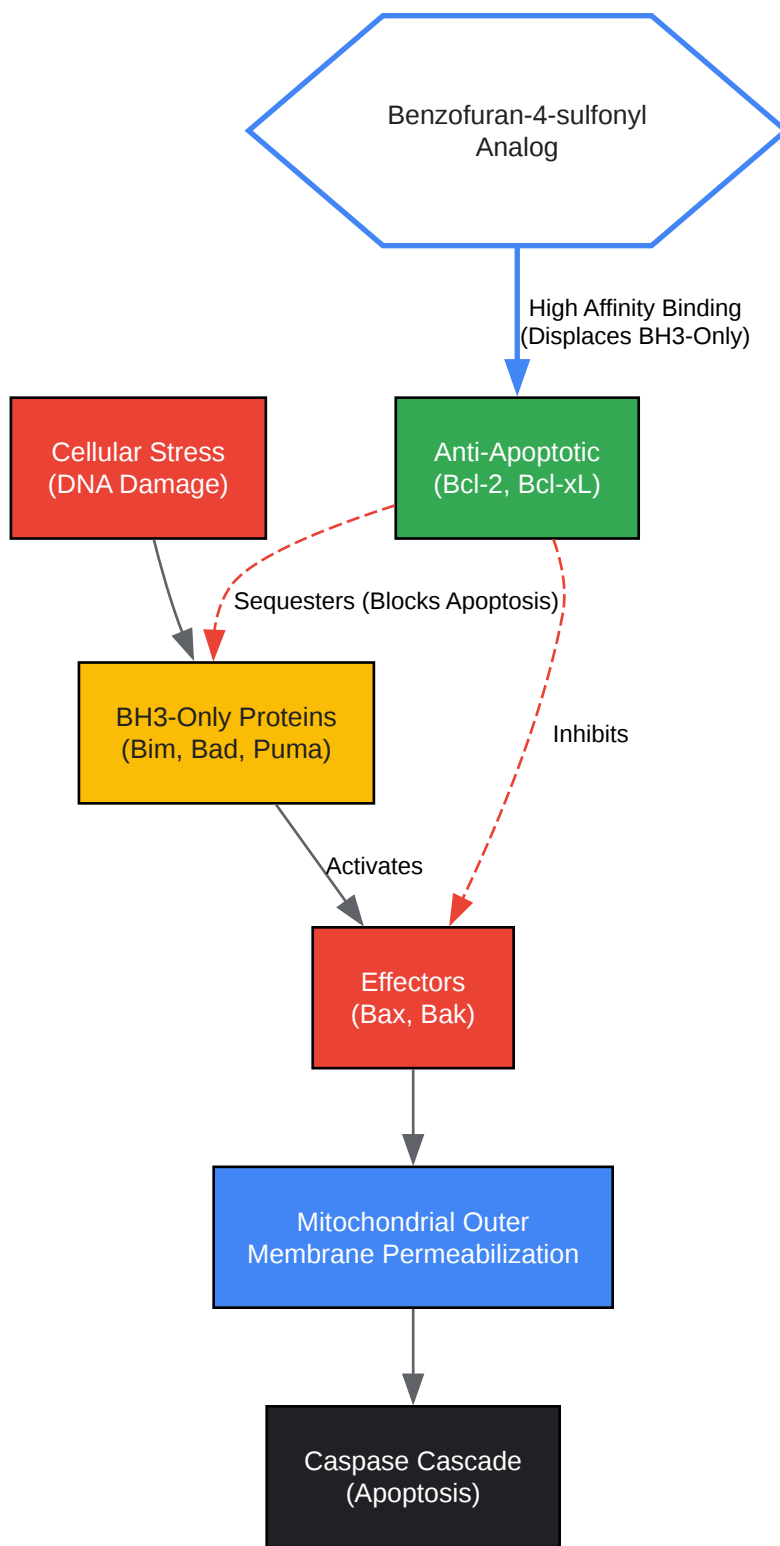 Benzofuran-4-sulfonyl
Analog
High Affinity Binding
(Displaces BH3-Only)
Cellular Stress
(DNA Damage)
Anti-Apoptotic
(Bcl-2, Bcl-xL)
Sequesters (Blocks Apoptosis)
BH3-Only Proteins
(Bim, Bad, Puma)
Inhibits
Activates
Effectors
(Bax, Bak)
Mitochondrial Outer
Membrane Permeabilization
Caspase Cascade
(Apoptosis)